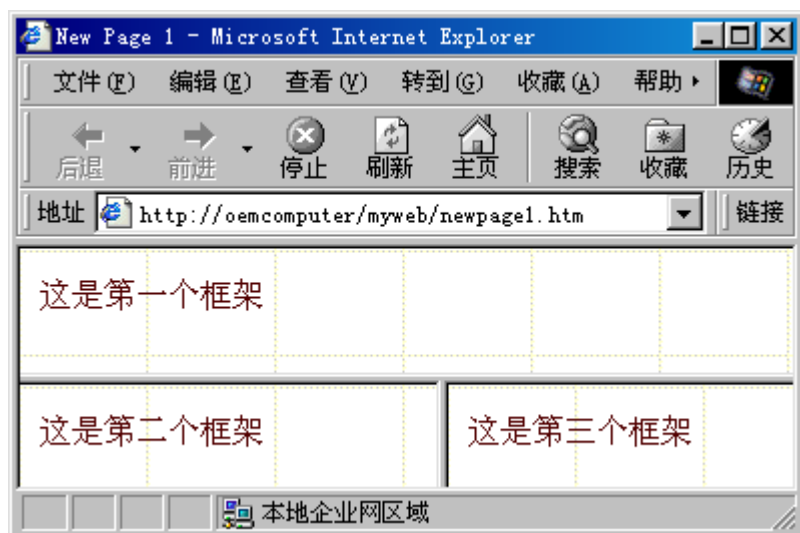 New Page 1 - Microsoft Internet Explorer
文件(F) 编辑(E) 查看(V) 转到(G) 收藏(A) 帮助
后退 前进 停止 刷新 主页 搜索 收藏 历史
地址 http://oemcomputer/myweb/newpage1.htm 链接
这是第一个框架
这是第二个框架 这是第三个框架
本地企业网区域